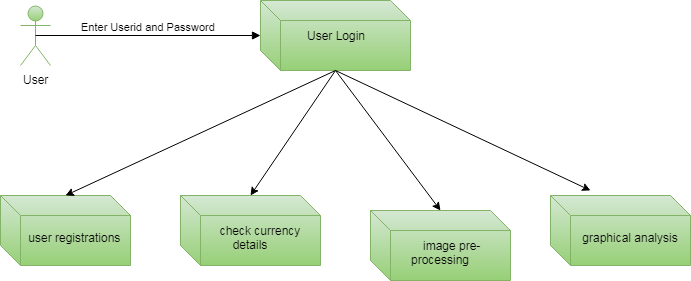 Enter Userid and Password
User Login
User
user registrations
check currency
details
image pre-
processing
graphical analysis